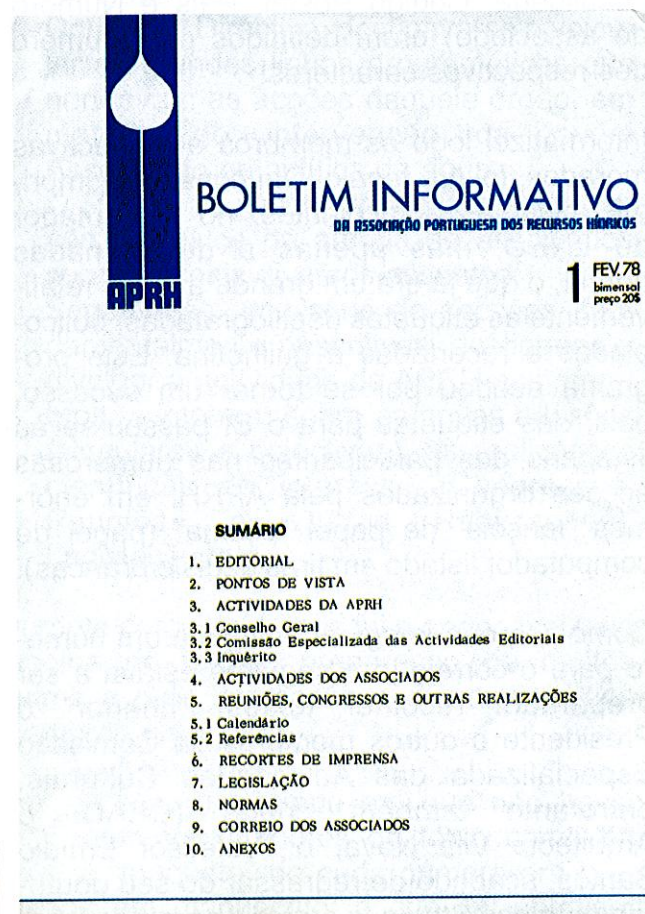 BOLETIM INFORMATIVO
DA ASSOCIAÇÃO PORTUGUESA DOS RECURSOS HÍDRICOS
1 FEV. 78
bimensal
preço 20$
APRH
SUMÁRIO
1. EDITORIAL
2. PONTOS DE VISTA
3. ACTIVIDADES DA APRH
3.1 Conselho Geral
3.2 Comissão Especializada das Actividades Editoriais
3.3 Inquérito
4. ACTIVIDADES DOS ASSOCIADOS
5. REUNIÕES, CONGRESSOS E OUTRAS REALIZAÇÕES
5.1 Calendário
5.2 Referências
6. RECORTES DE IMPRENSA
7. LEGISLAÇÃO
8. NORMAS
9. CORREIO DOS ASSOCIADOS
10. ANEXOS